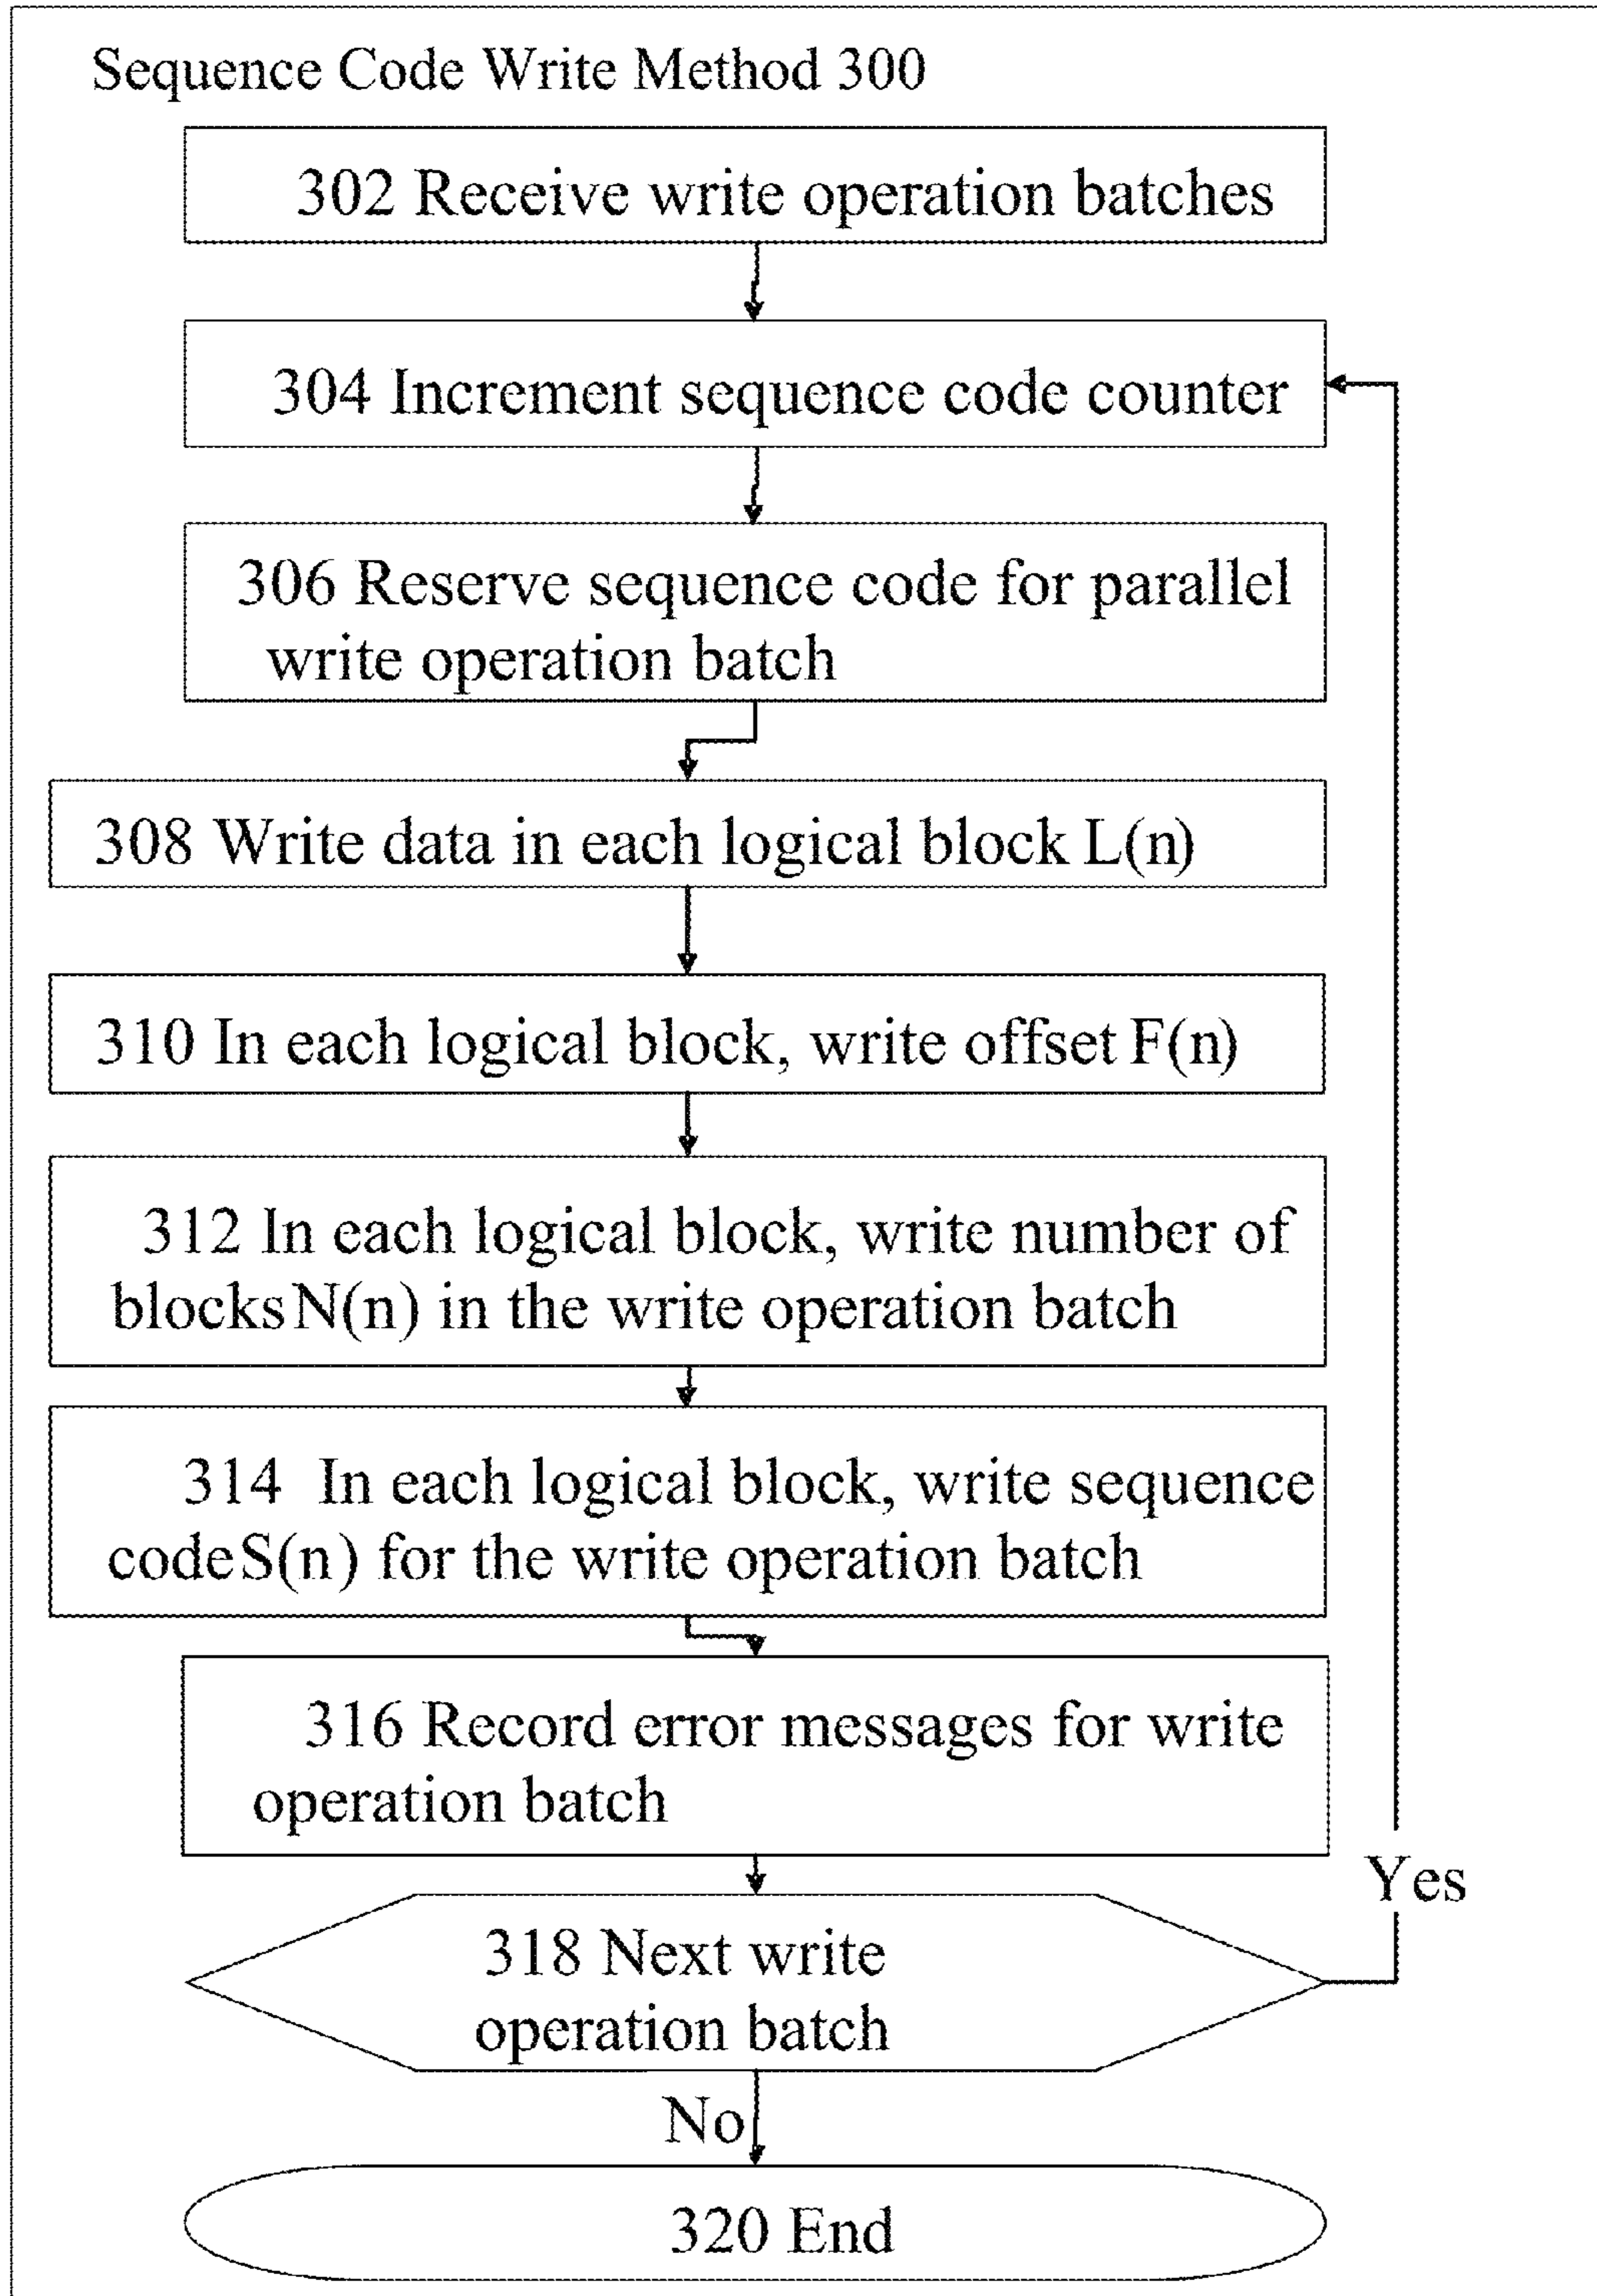 Sequence Code Write Method 300
302 Receive write operation batches
304 Increment sequence code counter
306 Reserve sequence code for parallel
write operation batch
308 Write data in each logical block L(n)
310 In each logical block, write offset F(n)
312 In each logical block, write number of
blocks N(n) in the write operation batch
314 In each logical block, write sequence
code S(n) for the write operation batch
316 Record error messages for write
operation batch
Yes
318 Next write
operation batch
No
320 End